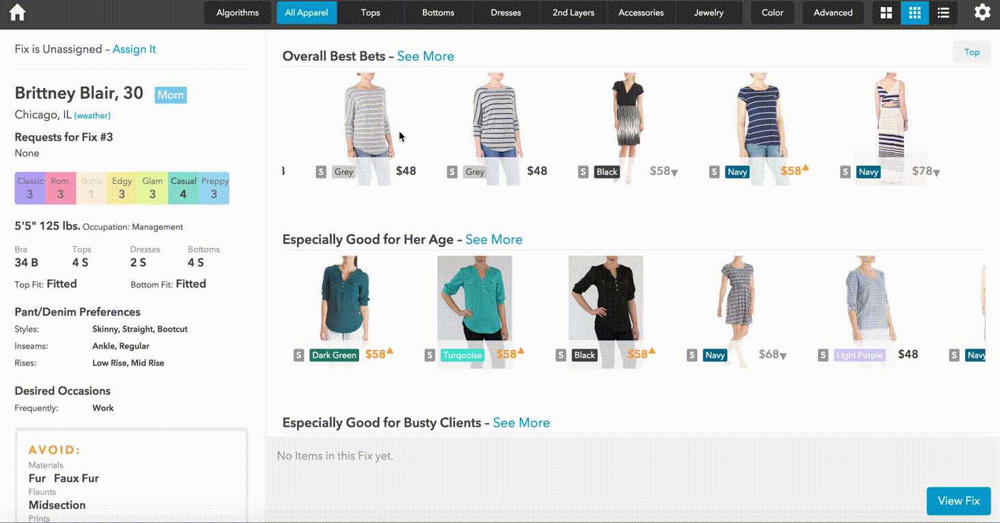 Algorithms All Apparel Tops Bottoms Dresses 2nd Layers Accessories Jewelry Color Advanced
Fix is Unassigned – Assign It
Brittney Blair, 30 Mom
Chicago, IL (weather)
Requests for Fix #3
None
Classic Rom. Boho Edgy Glam Casual Preppy
3 3 1 3 3 4 3
5'5" 125 lbs. Occupation: Management
Bra Tops Dresses Bottoms
34 B 4 S 2 S 4 S
Top Fit: Fitted Bottom Fit: Fitted
Pant/Denim Preferences
Styles: Skinny, Straight, Bootcut
Inseams: Ankle, Regular
Rises: Low Rise, Mid Rise
Desired Occasions
Frequently: Work
AVOID:
Materials
Fur Faux Fur
Flaunts
Midsection
Prints
Overall Best Bets – See More
Top
S Grey $48 S Grey $48 S Black $58 S Navy $58 S Navy $78
Especially Good for Her Age – See More
S Dark Green $58 S Turquoise $58 S Black $58 S Navy $68 S Light Purple $48 S Navy
Especially Good for Busty Clients – See More
No Items in this Fix yet.
View Fix